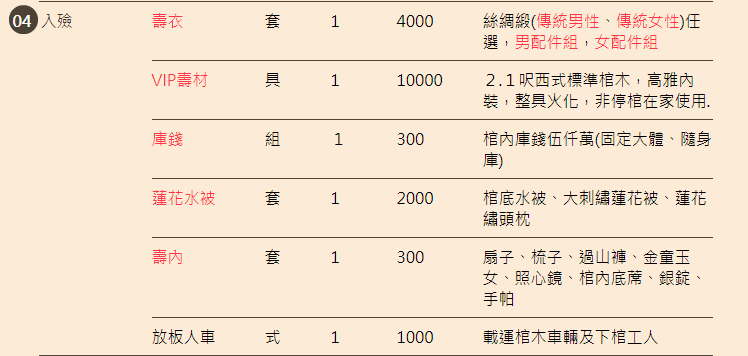 04 入殮 壽衣 套 1 4000 絲綢緞(傳統男性、傳統女性)任
選，男配件組，女配件組
VIP壽材 具 1 10000 2.1呎西式標準棺木，高雅內
裝，整具火化，非停棺在家使用.
庫錢 組 1 300 棺內庫錢伍仟萬(固定大體、隨身
庫)
蓮花水被 套 1 2000 棺底水被、大刺繡蓮花被、蓮花
繡頭枕
壽內 套 1 300 扇子、梳子、過山褲、金童玉
女、照心鏡、棺內底蓆、銀錠、
手帕
放板人車 式 1 1000 載運棺木車輛及下棺工人